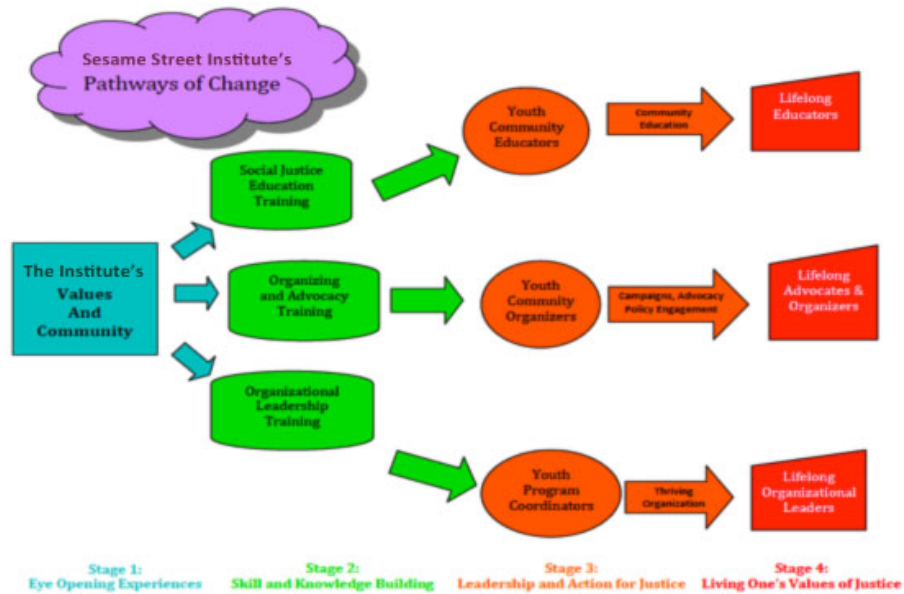 Sesame Street Institute's
Pathways of Change
Social Justice
Education
Training
Youth
Community
Educators
Community
Education
Lifelong
Educators
The Institute's
Values
And
Community
Organizing
and Advocacy
Training
Youth
Commnity
Organizers
Campaigns, Advocacy
Policy Engagement
Lifelong
Advocates &
Organizers
Organizational
Leadership
Training
Youth
Program
Coordinators
Thriving
Organization
Lifelong
Organizational
Leaders
Stage 1:
Eye Opening Experiences
Stage 2:
Skill and Knowledge Building
Stage 3:
Leadership and Action for Justice
Stage 4:
Living One's Values of Justice